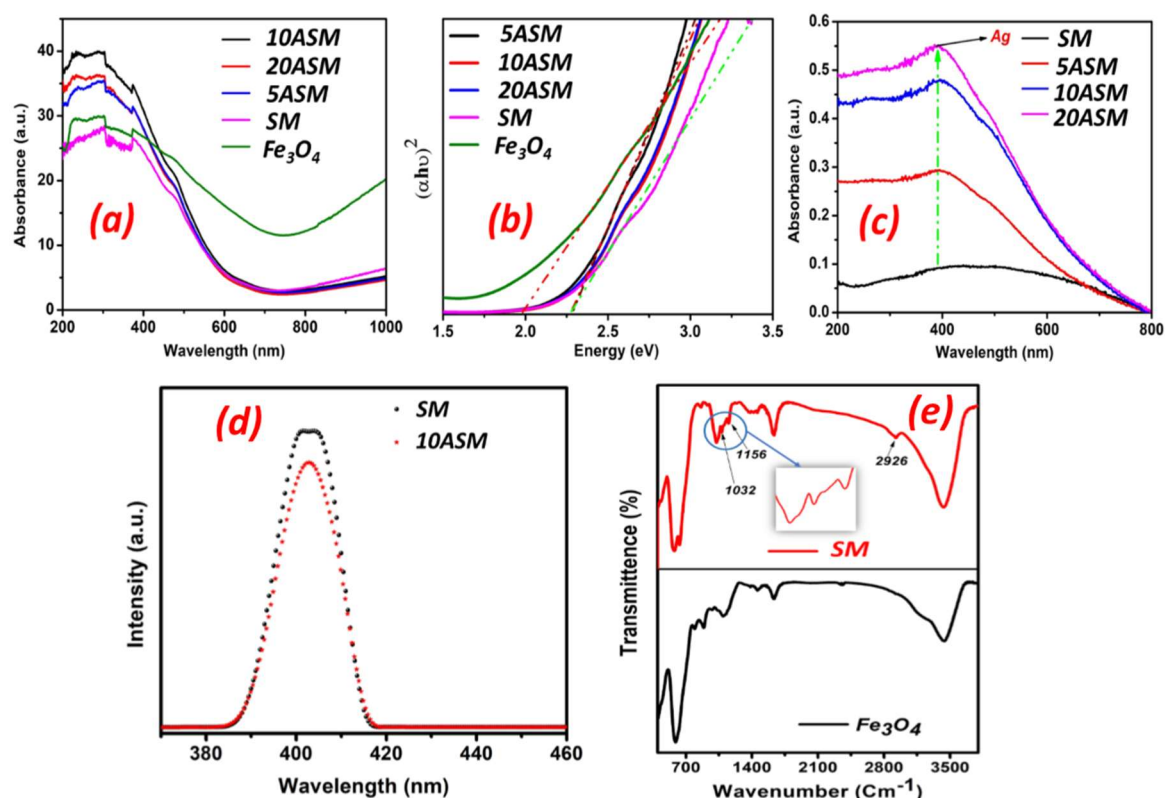 (a)
10ASM
20ASM
5ASM
SM
Fe3O4
Absorbance (a.u.)
40
30
20
10
0
200 400 600 800 1000
Wavelength (nm)
(b)
5ASM
10ASM
20ASM
SM
Fe3O4
(αhυ)2
1.5 2.0 2.5 3.0 3.5
Energy (eV)
(c)
Ag
SM
5ASM
10ASM
20ASM
Absorbance (a.u.)
0.6
0.5
0.4
0.3
0.2
0.1
0.0
200 400 600 800
Wavelength (nm)
(d)
SM
10ASM
Intensity (a.u.)
380 400 420 440 460
Wavelength (nm)
(e)
1156
1032
2926
SM
Fe3O4
Transmittence (%)
700 1400 2100 2800 3500
Wavenumber (Cm-1)